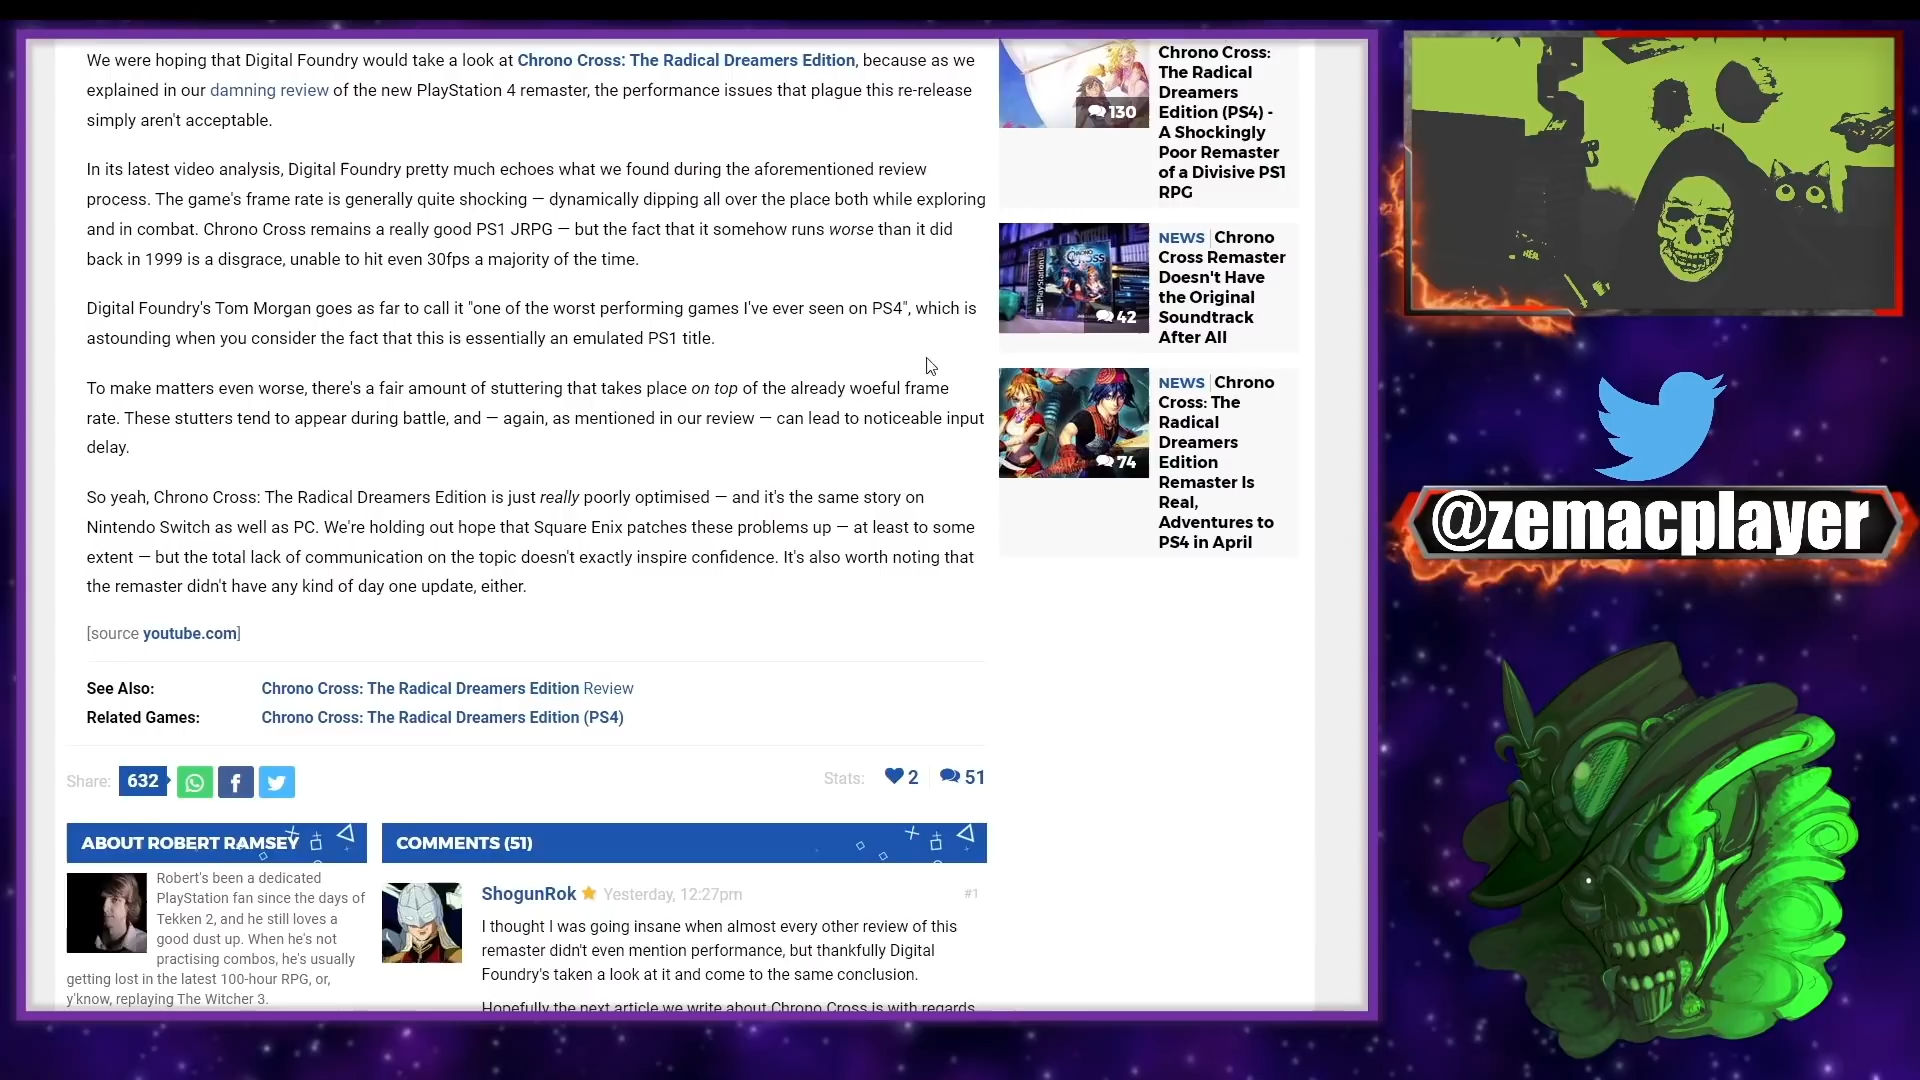 We were hoping that Digital Foundry would take a look at Chrono Cross: The Radical Dreamers Edition, because as we
explained in our damning review of the new PlayStation 4 remaster, the performance issues that plague this re-release
simply aren't acceptable.
In its latest video analysis, Digital Foundry pretty much echoes what we found during the aforementioned review
process. The game's frame rate is generally quite shocking — dynamically dipping all over the place both while exploring
and in combat. Chrono Cross remains a really good PS1 JRPG — but the fact that it somehow runs worse than it did
back in 1999 is a disgrace, unable to hit even 30fps a majority of the time.
Digital Foundry's Tom Morgan goes as far to call it "one of the worst performing games I've ever seen on PS4", which is
astounding when you consider the fact that this is essentially an emulated PS1 title.
To make matters even worse, there's a fair amount of stuttering that takes place on top of the already woeful frame
rate. These stutters tend to appear during battle, and — again, as mentioned in our review — can lead to noticeable input
delay.
So yeah, Chrono Cross: The Radical Dreamers Edition is just really poorly optimised — and it's the same story on
Nintendo Switch as well as PC. We're holding out hope that Square Enix patches these problems up — at least to some
extent — but the total lack of communication on the topic doesn't exactly inspire confidence. It's also worth noting that
the remaster didn't have any kind of day one update, either.
[source youtube.com]
See Also: Chrono Cross: The Radical Dreamers Edition Review
Related Games: Chrono Cross: The Radical Dreamers Edition (PS4)
Share: 632
Stats: 2 51
ABOUT ROBERT RAMSEY
Robert's been a dedicated
PlayStation fan since the days of
Tekken 2, and he still loves a
good dust up. When he's not
practising combos, he's usually
getting lost in the latest 100-hour RPG, or,
y'know, replaying The Witcher 3.
COMMENTS (51)
ShogunRok Yesterday, 12:27pm #1
I thought I was going insane when almost every other review of this
remaster didn't even mention performance, but thankfully Digital
Foundry's taken a look at it and come to the same conclusion.
Hopefully the next article we write about Chrono Cross is with regards
130
Chrono Cross:
The Radical
Dreamers
Edition (PS4) -
A Shockingly
Poor Remaster
of a Divisive PS1
RPG
42
NEWS Chrono
Cross Remaster
Doesn't Have
the Original
Soundtrack
After All
74
NEWS Chrono
Cross: The
Radical
Dreamers
Edition
Remaster Is
Real,
Adventures to
PS4 in April
@zemacplayer